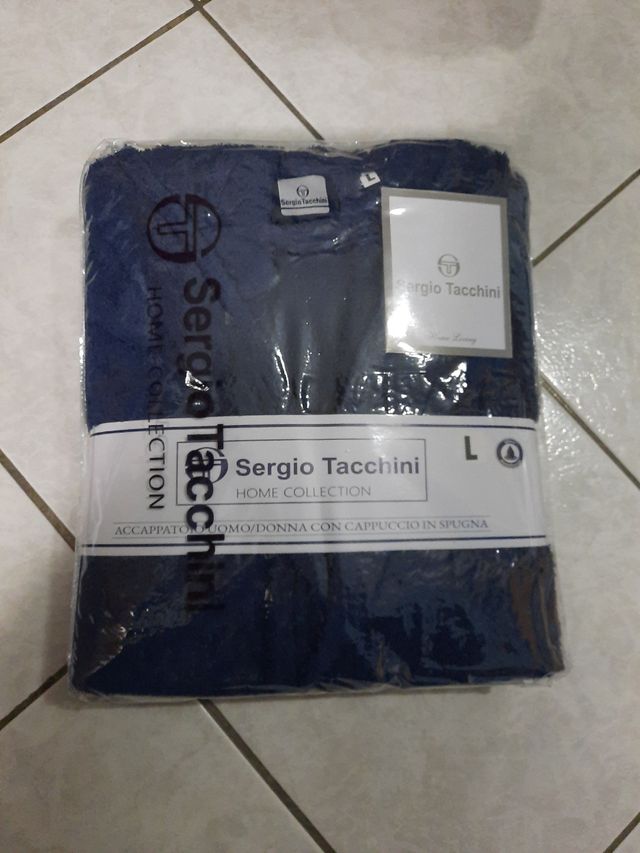 Sergio Tacchini
L
Sergio Tacchini
Sergio Tacchini
HOME COLLECTION
L
Sergio Tacchini
HOME COLLECTION
ACCAPPATOIO UOMO/DONNA CON CAPPUCCIO IN SPUGNA